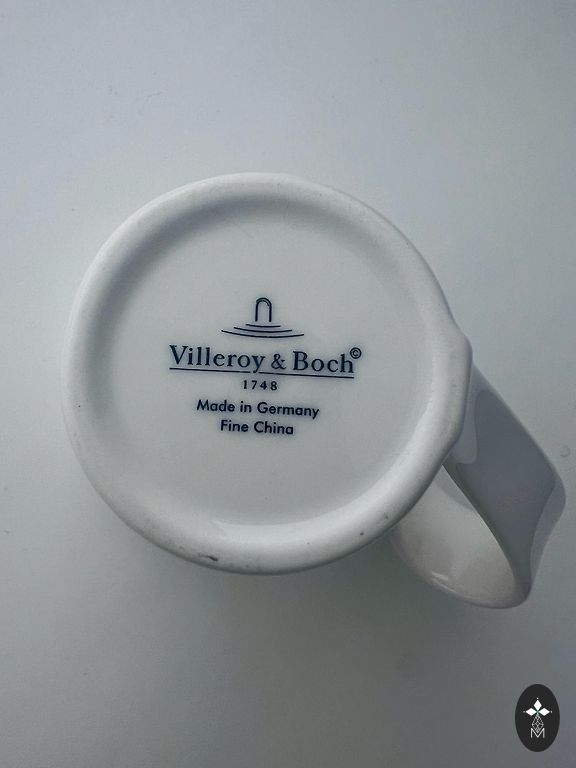 Villeroy & Boch©
1748
Made in Germany
Fine China
M